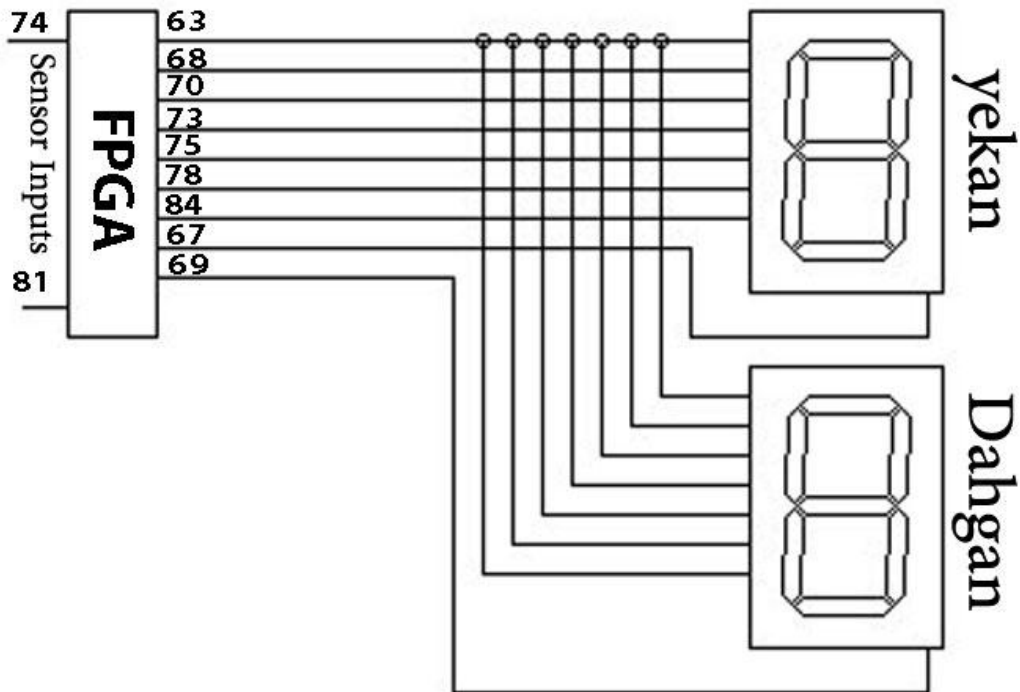 74
Sensor Inputs
81
FPGA
63
68
70
73
75
78
84
67
69
yekan
Dahgan